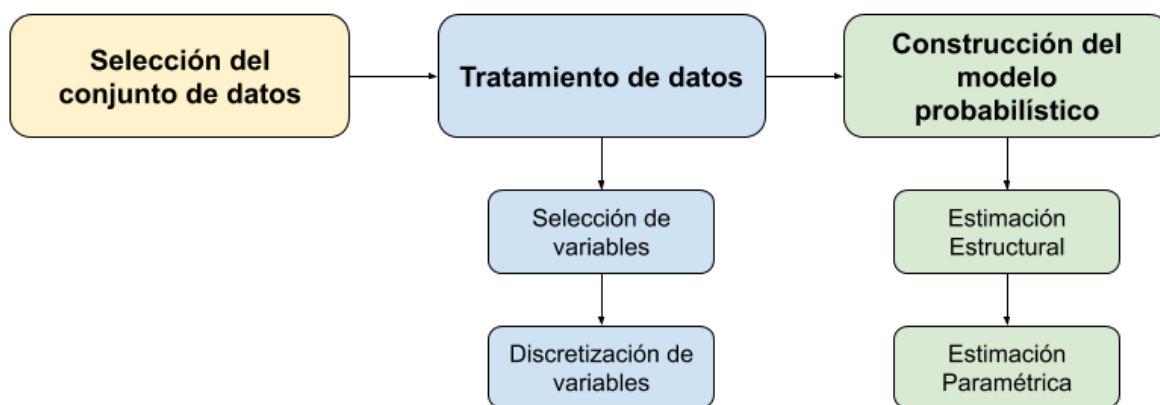 Selección del
conjunto de datos
Tratamiento de datos
Construcción del
modelo
probabilístico
Selección de
variables
Estimación
Estructural
Discretización de
variables
Estimación
Paramétrica